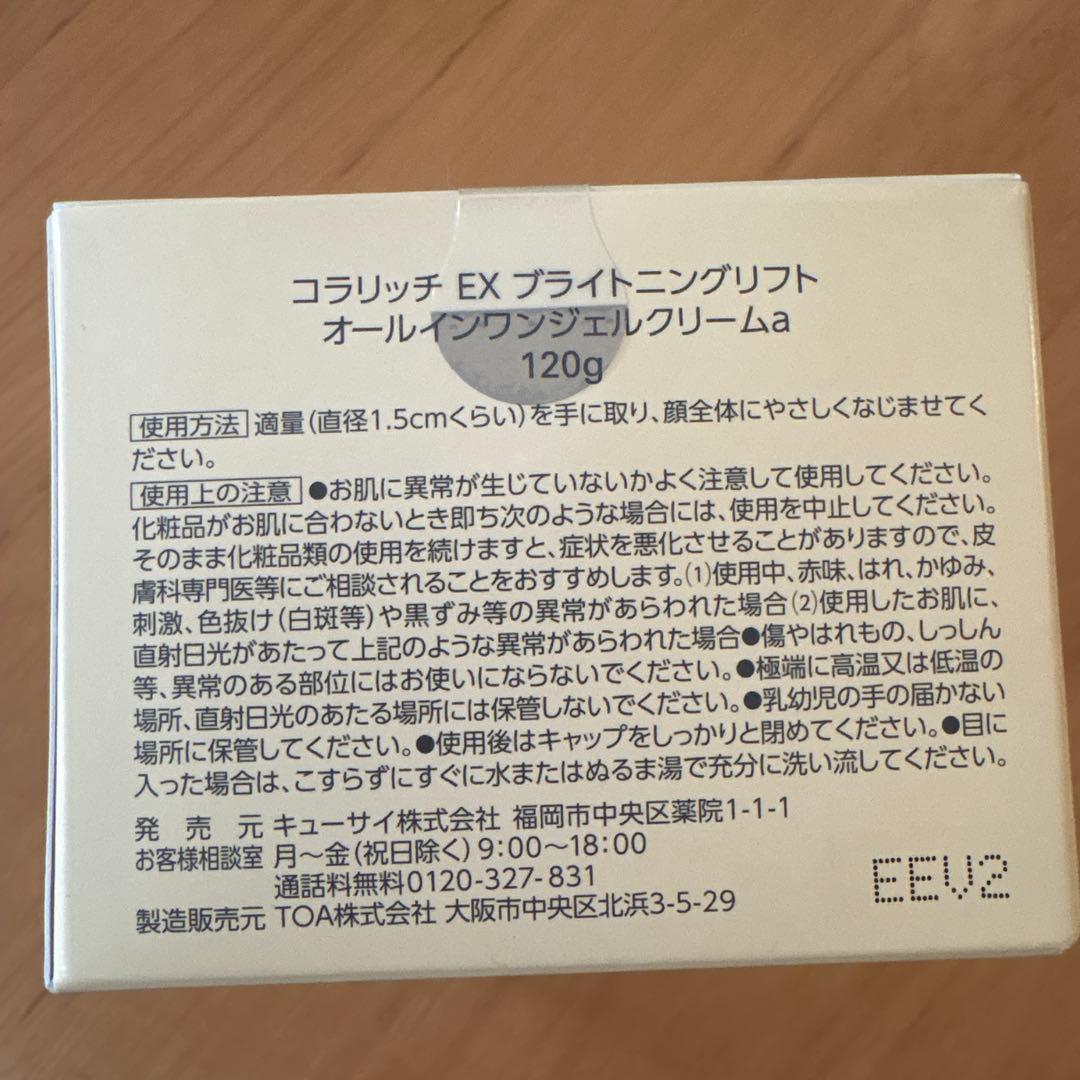 コラリッチ EX ブライトニングリフト
オールインワンジェルクリームa
120g
使用方法 適量(直径1.5cmくらい)を手に取り、顔全体にやさしくなじませてく
ださい。
使用上の注意 ●お肌に異常が生じていないかよく注意して使用してください。
化粧品がお肌に合わないとき即ち次のような場合には、使用を中止してください。
そのまま化粧品類の使用を続けますと、症状を悪化させることがありますので、皮
膚科専門医等にご相談されることをおすすめします。(1)使用中、赤味、はれ、かゆみ、
刺激、色抜け(白斑等)や黒ずみ等の異常があらわれた場合(2)使用したお肌に、
直射日光があたって上記のような異常があらわれた場合●傷やはれもの、しっしん
等、異常のある部位にはお使いにならないでください。●極端に高温又は低温の
場所、直射日光のあたる場所には保管しないでください。●乳幼児の手の届かない
場所に保管してください。●使用後はキャップをしっかりと閉めてください。●目に
入った場合は、こすらずにすぐに水またはぬるま湯で充分に洗い流してください。
発売元 キューサイ株式会社 福岡市中央区薬院1-1-1
お客様相談室 月〜金(祝日除く)9:00〜18:00
通話料無料0120-327-831
製造販売元 TOA株式会社 大阪市中央区北浜3-5-29
EEV2